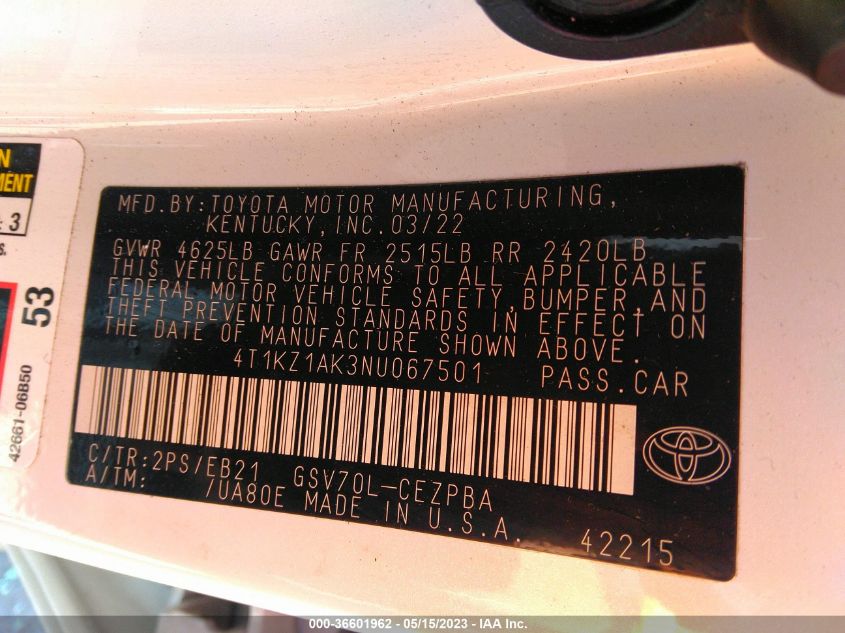 N
MENT
: 3
s.
53
42661-06B50
MFD.BY:TOYOTA MOTOR MANUFACTURING,
KENTUCKY,INC.03/22
GVWR 4625LB GAWR FR 2515LB RR 2420LB
THIS VEHICLE CONFORMS TO ALL APPLICABLE
FEDERAL MOTOR VEHICLE SAFETY,BUMPER,AND
THEFT PREVENTION STANDARDS IN EFFECT ON
THE DATE OF MANUFACTURE SHOWN ABOVE.
4T1KZ1AK3NU067501 PASS.CAR
C/TR:2PS/EB21 GSV70L-CEZPBA
A/TM: /UA80E MADE IN U.S.A.
42215
000-36601962 - 05/15/2023 - IAA Inc.